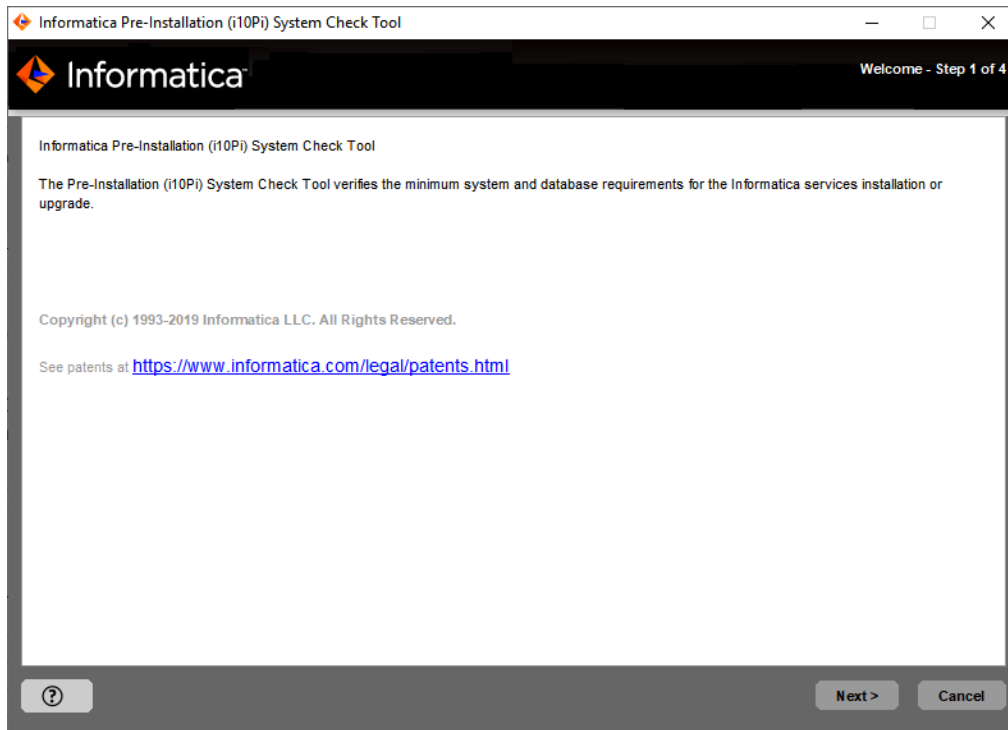 Informatica Pre-Installation (i10Pi) System Check Tool
Informatica™
Welcome - Step 1 of 4
Informatica Pre-Installation (i10Pi) System Check Tool
The Pre-Installation (i10Pi) System Check Tool verifies the minimum system and database requirements for the Informatica services installation or
upgrade.
Copyright (c) 1993-2019 Informatica LLC. All Rights Reserved.
See patents at https://www.informatica.com/legal/patents.html
?
Next >
Cancel